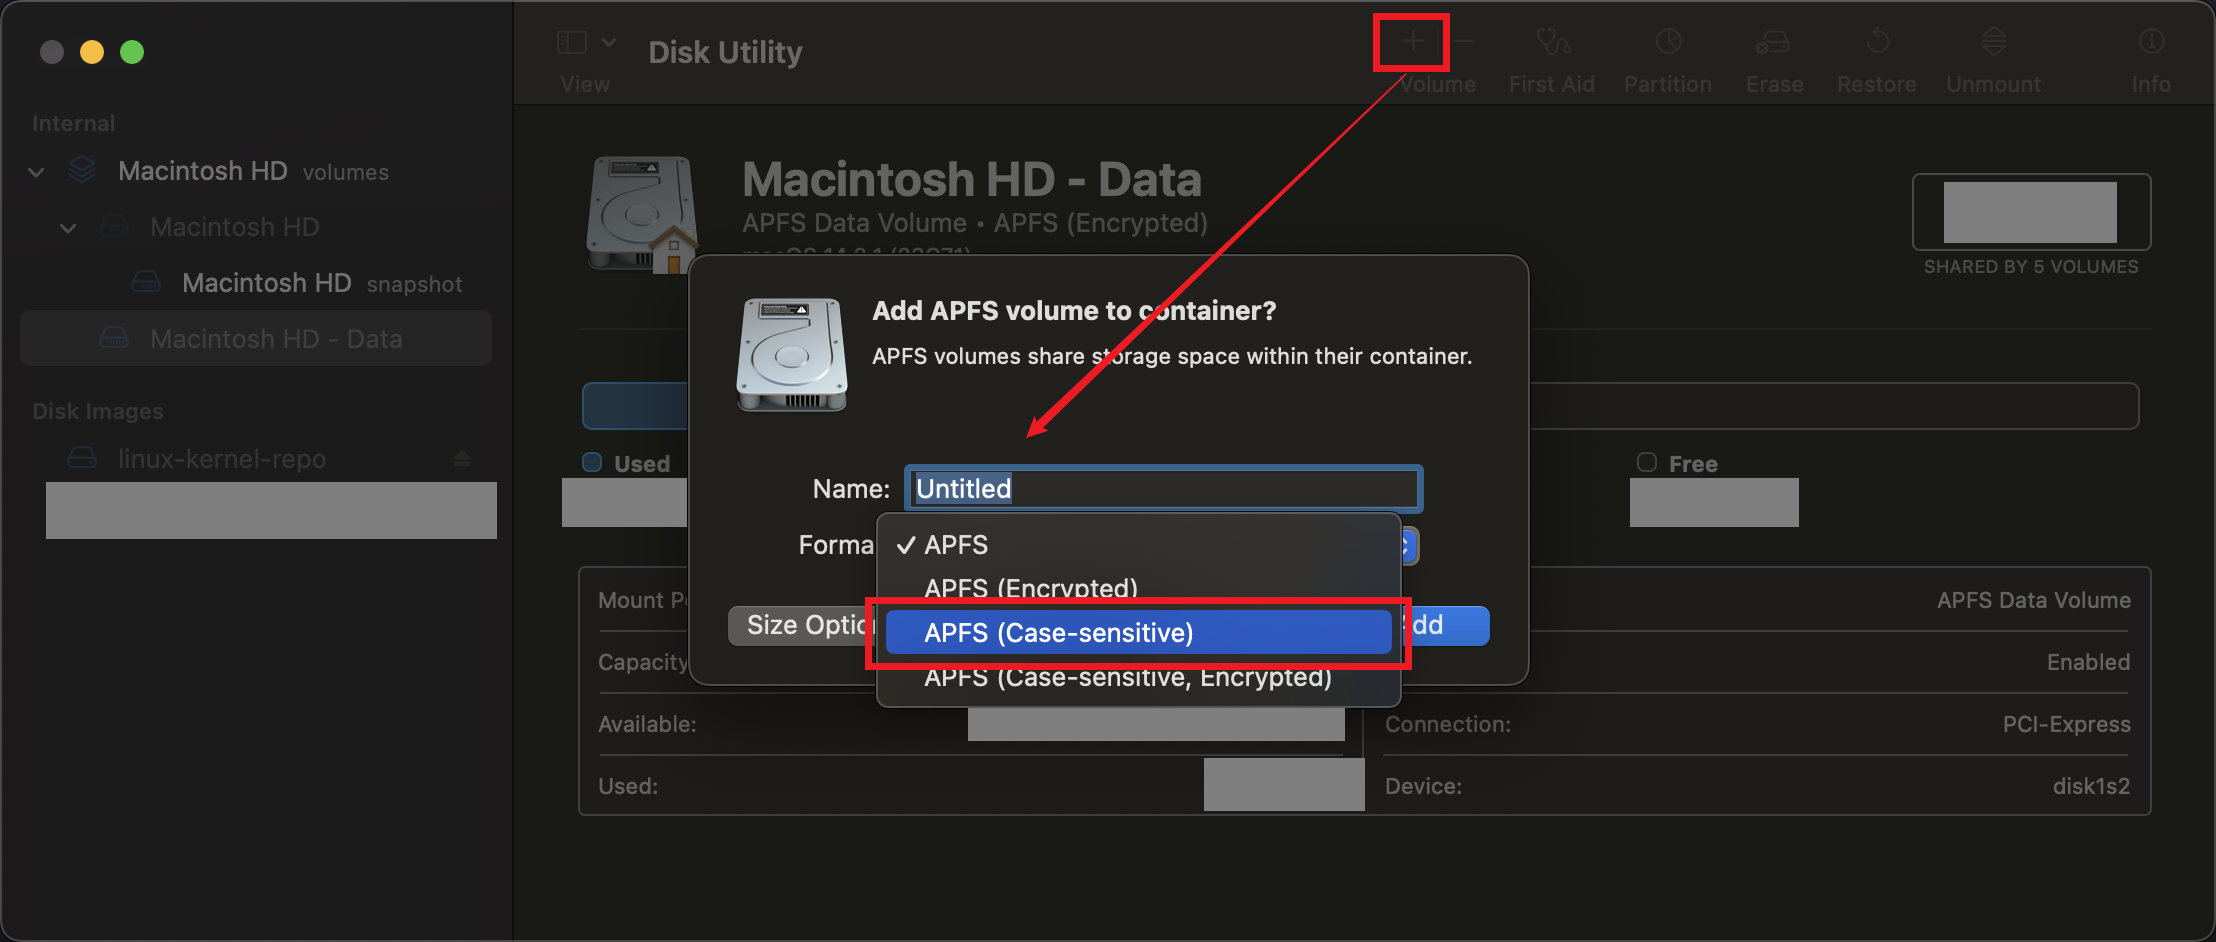 Disk Utility
View
Volume
First Aid
Partition
Erase
Restore
Unmount
Info
Internal
Macintosh HD volumes
Macintosh HD
Macintosh HD snapshot
Macintosh HD - Data
Disk Images
linux-kernel-repo
Macintosh HD - Data
APFS Data Volume • APFS (Encrypted)
SHARED BY 5 VOLUMES
Add APFS volume to container?
APFS volumes share storage space within their container.
Used
Free
Name: Untitled
Forma
✓ APFS
APFS (Encrypted)
APFS (Case-sensitive)
APFS (Case-sensitive, Encrypted)
Size Optio
dd
Mount P
APFS Data Volume
Capacity
Enabled
Available:
Connection:
PCI-Express
Used:
Device:
disk1s2